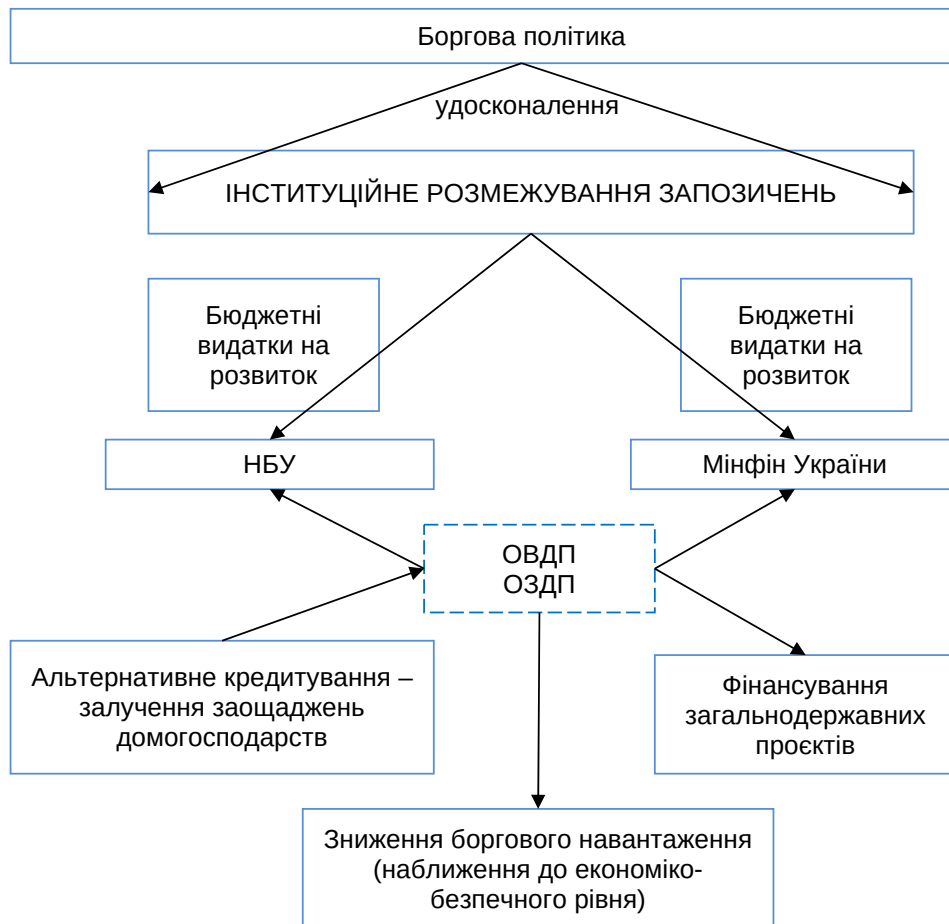 Боргова політика
удосконалення
ІНСТИТУЦІЙНЕ РОЗМЕЖУВАННЯ ЗАПОЗИЧЕНЬ
Бюджетні
видатки на
розвиток
Бюджетні
видатки на
розвиток
НБУ
Мінфін України
ОВДП
ОЗДП
Альтернативне кредитування –
залучення заощаджень
домогосподарств
Фінансування
загальнодержавних
проєктів
Зниження боргового навантаження
(наближення до економіко-
безпечного рівня)